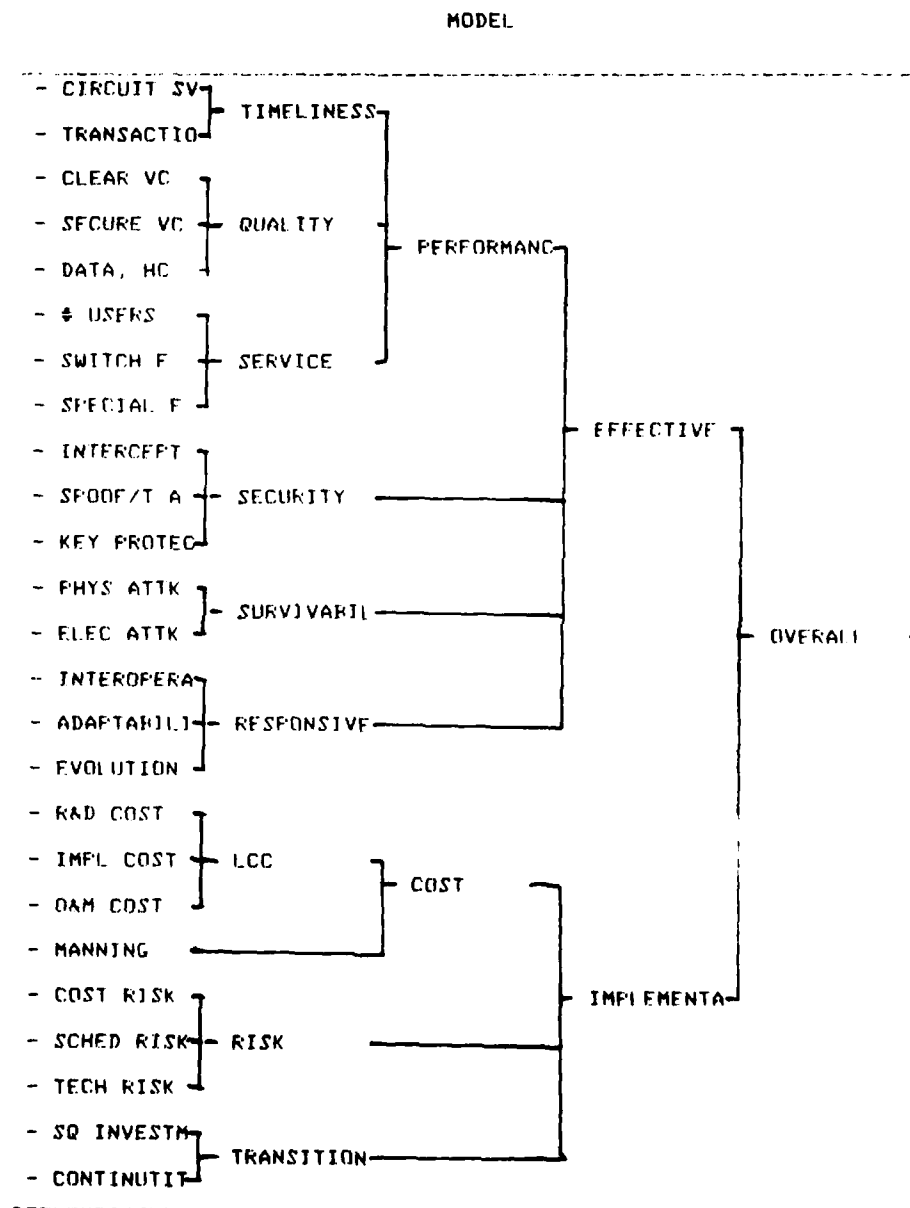 MODEL
- CIRCUIT SV
TIMELINESS
- TRANSACTIO
- CLEAR VC
- SECURE VC
QUALITY
- DATA, HC
PERFORMANC
- # USERS
- SWITCH F
SERVICE
- SPECIAL F
EFFECTIVE
- INTERCEPT
- SPOOF/T A
SECURITY
- KEY PROTEC
- PHYS ATTK
SURVIVABIL
- ELEC ATTK
OVERALL
- INTEROPERA
- ADAPTABILI
RESPONSIVE
- EVOLUTION
- R&D COST
- IMPL COST
LCC
COST
- O&M COST
- MANNING
- COST RISK
IMPLEMENTA
- SCHED RISK
RISK
- TECH RISK
- SQ INVESTM
TRANSITION
- CONTINUTIT